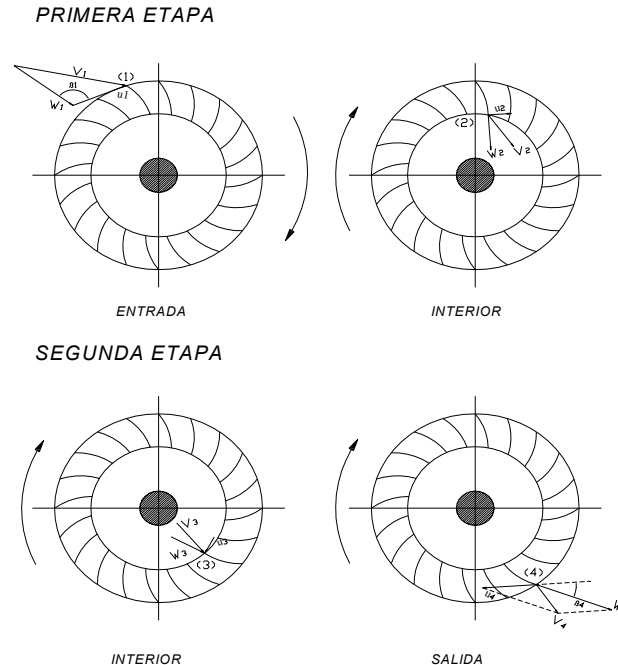 PRIMERA ETAPA
V1
(1)
β1
u1
W1
u2
(2)
W2
V2
ENTRADA
INTERIOR
SEGUNDA ETAPA
V3
u3
W3
(3)
(4)
u4
β4
V4
INTERIOR
SALIDA